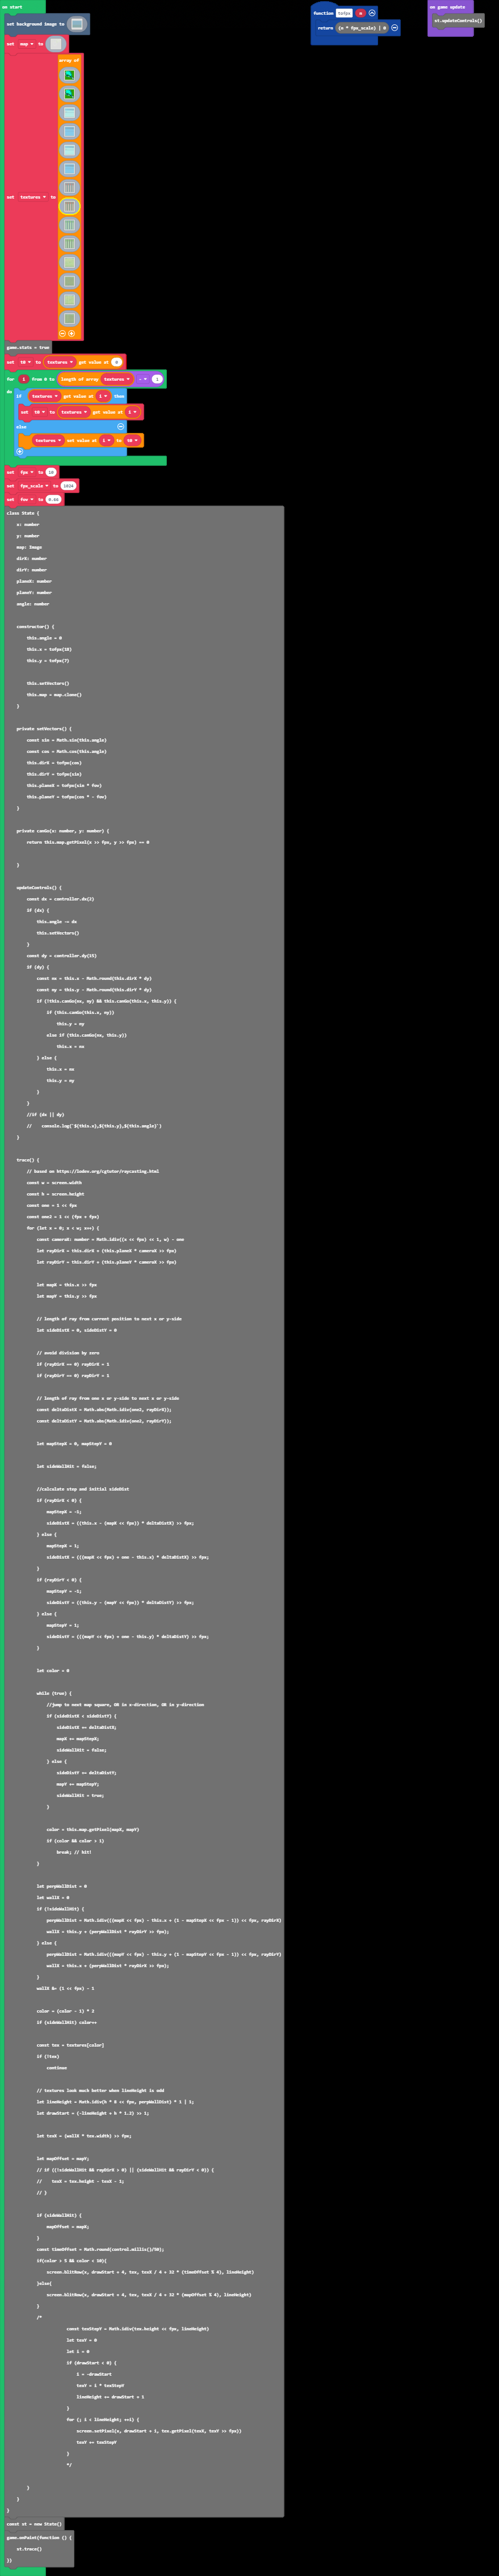 on start
set background image to
set map to
array of
set textures to
game.stats = true
set t0 to textures get value at 0
for i from 0 to length of array textures - 1
do
if textures get value at i then
set t0 to textures get value at i
else
textures set value at i to t0
set fpx to 10
set fpx_scale to 1024
set fov to 0.66
class State {
x: number
y: number
map: Image
dirX: number
dirY: number
planeX: number
planeY: number
angle: number
constructor() {
this.angle = 0
this.x = tofpx(10)
this.y = tofpx(7)
this.setVectors()
this.map = map.clone()
}
private setVectors() {
const sin = Math.sin(this.angle)
const cos = Math.cos(this.angle)
this.dirX = tofpx(cos)
this.dirY = tofpx(sin)
this.planeX = tofpx(sin * fov)
this.planeY = tofpx(cos * - fov)
}
private canGo(x: number, y: number) {
return this.map.getPixel(x >> fpx, y >> fpx) == 0
}
updateControls() {
const dx = controller.dx(2)
if (dx) {
this.angle -= dx
this.setVectors()
}
const dy = controller.dy(15)
if (dy) {
const nx = this.x - Math.round(this.dirX * dy)
const ny = this.y - Math.round(this.dirY * dy)
if (!this.canGo(nx, ny) && this.canGo(this.x, this.y)) {
if (this.canGo(this.x, ny))
this.y = ny
else if (this.canGo(nx, this.y))
this.x = nx
} else {
this.x = nx
this.y = ny
}
}
//if (dx || dy)
// console.log(`${this.x},${this.y},${this.angle}`)
}
trace() {
// based on https://lodev.org/cgtutor/raycasting.html
const w = screen.width
const h = screen.height
const one = 1 << fpx
const one2 = 1 << (fpx + fpx)
for (let x = 0; x < w; x++) {
const cameraX: number = Math.idiv((x << fpx) << 1, w) - one
let rayDirX = this.dirX + (this.planeX * cameraX >> fpx)
let rayDirY = this.dirY + (this.planeY * cameraX >> fpx)
let mapX = this.x >> fpx
let mapY = this.y >> fpx
// length of ray from current position to next x or y-side
let sideDistX = 0, sideDistY = 0
// avoid division by zero
if (rayDirX == 0) rayDirX = 1
if (rayDirY == 0) rayDirY = 1
// length of ray from one x or y-side to next x or y-side
const deltaDistX = Math.abs(Math.idiv(one2, rayDirX));
const deltaDistY = Math.abs(Math.idiv(one2, rayDirY));
let mapStepX = 0, mapStepY = 0
let sideWallHit = false;
//calculate step and initial sideDist
if (rayDirX < 0) {
mapStepX = -1;
sideDistX = ((this.x - (mapX << fpx)) * deltaDistX) >> fpx;
} else {
mapStepX = 1;
sideDistX = (((mapX << fpx) + one - this.x) * deltaDistX) >> fpx;
}
if (rayDirY < 0) {
mapStepY = -1;
sideDistY = ((this.y - (mapY << fpx)) * deltaDistY) >> fpx;
} else {
mapStepY = 1;
sideDistY = (((mapY << fpx) + one - this.y) * deltaDistY) >> fpx;
}
let color = 0
while (true) {
//jump to next map square, OR in x-direction, OR in y-direction
if (sideDistX < sideDistY) {
sideDistX += deltaDistX;
mapX += mapStepX;
sideWallHit = false;
} else {
sideDistY += deltaDistY;
mapY += mapStepY;
sideWallHit = true;
}
color = this.map.getPixel(mapX, mapY)
if (color && color > 1)
break; // hit!
}
let perpWallDist = 0
let wallX = 0
if (!sideWallHit) {
perpWallDist = Math.idiv(((mapX << fpx) - this.x + (1 - mapStepX << fpx - 1)) << fpx, rayDirX)
wallX = this.y + (perpWallDist * rayDirY >> fpx);
} else {
perpWallDist = Math.idiv(((mapY << fpx) - this.y + (1 - mapStepY << fpx - 1)) << fpx, rayDirY)
wallX = this.x + (perpWallDist * rayDirX >> fpx);
}
wallX &= (1 << fpx) - 1
color = (color - 1) * 2
if (sideWallHit) color++
const tex = textures[color]
if (!tex)
continue
// textures look much better when lineHeight is odd
let lineHeight = Math.idiv(h * 9 << fpx, perpWallDist) * 1 | 1;
let drawStart = (-lineHeight + h * 1.2) >> 1;
let texX = (wallX * tex.width) >> fpx;
let mapOffset = mapY;
// if ((!sideWallHit && rayDirX > 0) || (sideWallHit && rayDirY < 0)) {
// texX = tex.height - texX - 1;
// }
if (sideWallHit) {
mapOffset = mapX;
}
const timeOffset = Math.round(control.millis()/50);
if(color > 5 && color < 10){
screen.blitRow(x, drawStart + 4, tex, texX / 4 + 32 * (timeOffset % 4), lineHeight)
}else{
screen.blitRow(x, drawStart + 4, tex, texX / 4 + 32 * (mapOffset % 4), lineHeight)
}
/*
const texStepY = Math.idiv(tex.height << fpx, lineHeight)
let texY = 0
let i = 0
if (drawStart < 0) {
i = -drawStart
texY = i * texStepY
lineHeight += drawStart + 1
}
for (; i < lineHeight; ++i) {
screen.setPixel(x, drawStart + i, tex.getPixel(texX, texY >> fpx))
texY += texStepY
}
*/
}
}
}
const st = new State()
game.onPaint(function () {
st.trace()
})
function tofpx n
return (n * fpx_scale) | 0
on game update
st.updateControls()